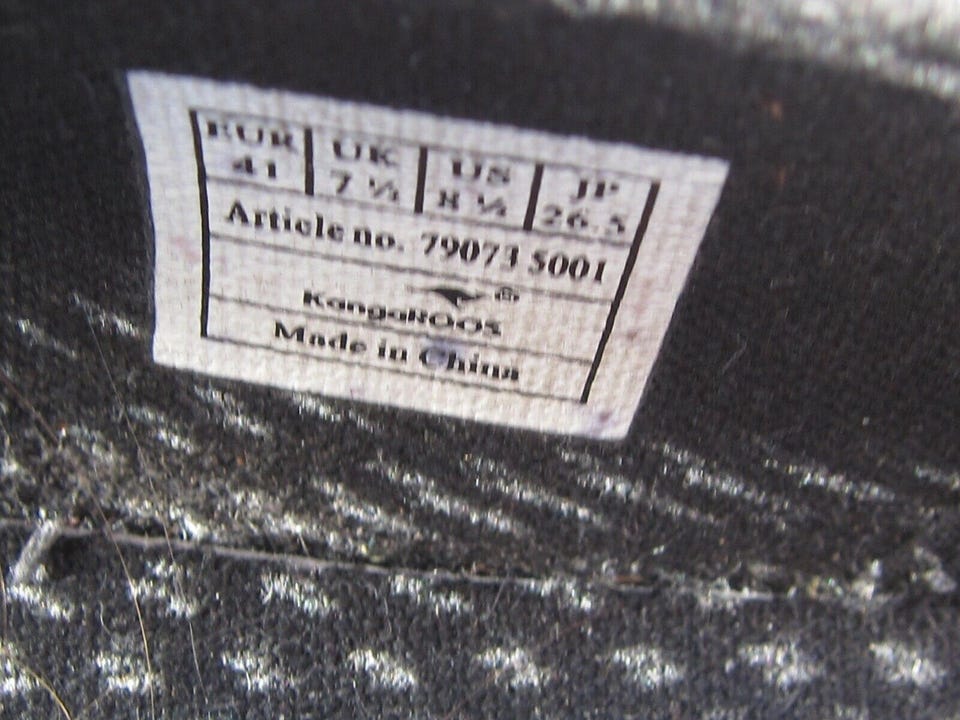 EUR UK US JP
41 7 ½ 8 ½ 26.5
Article no. 79073 S001
KangaROOS
Made in China